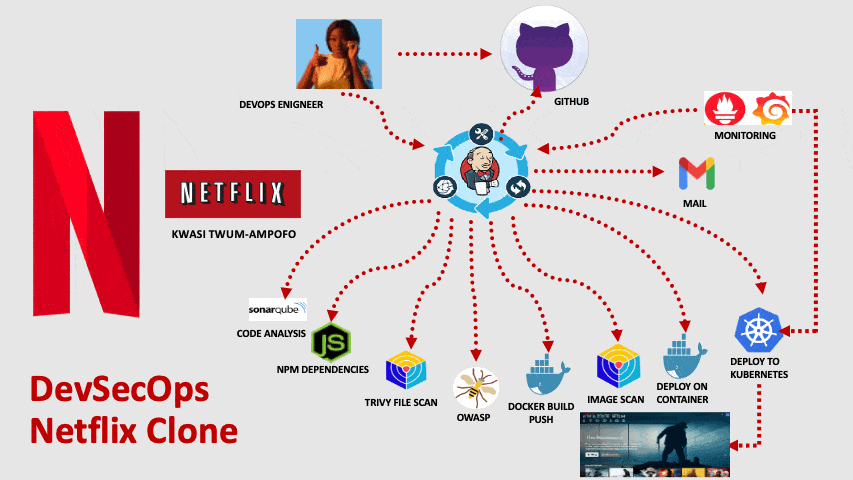 DEVOPS ENIGNEER
GITHUB
MONITORING
NETFLIX
MAIL
KWASI TWUM-AMPOFO
sonarqube
CODE ANALYSIS
JS
NPM DEPENDENCIES
TRIVY FILE SCAN
OWASP
DOCKER BUILD
PUSH
IMAGE SCAN
DEPLOY ON
CONTAINER
DEPLOY TO
KUBERNETES
DevSecOps
Netflix Clone